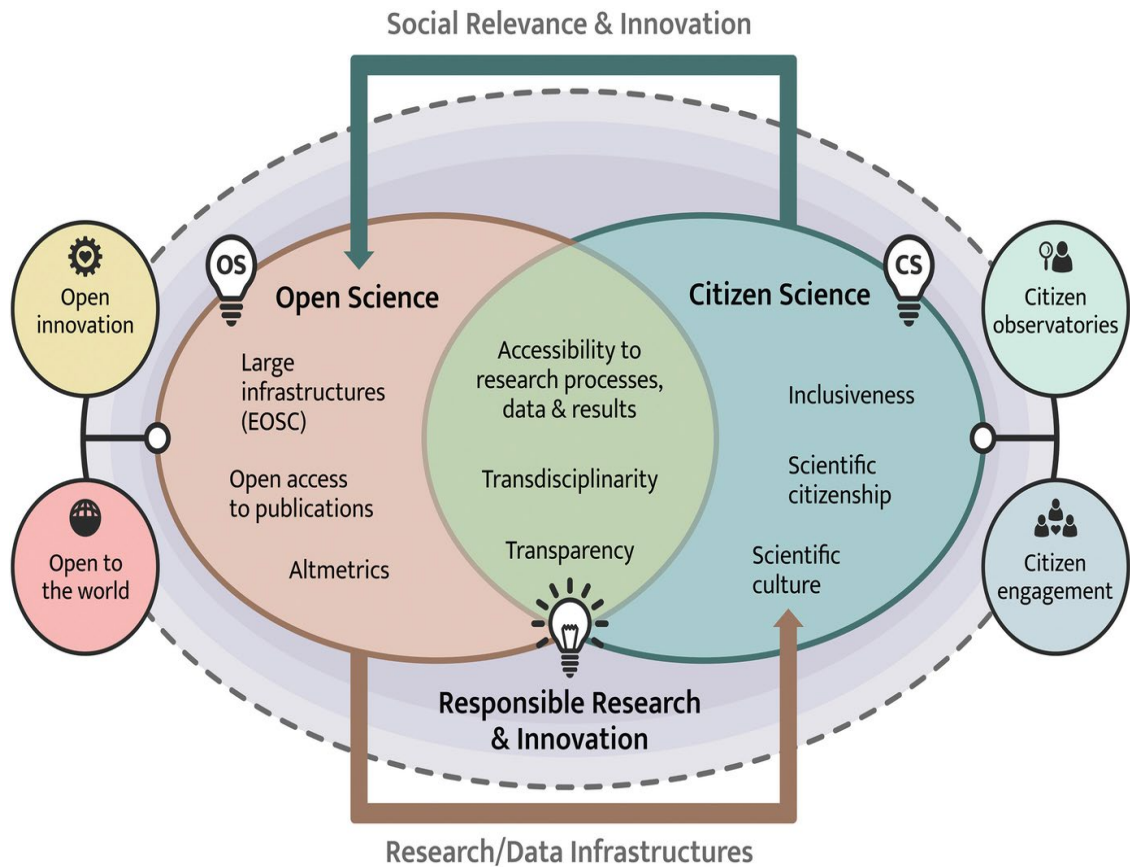 Social Relevance & Innovation
OS
CS
Open Science
Citizen Science
Open
innovation
Citizen
observatories
Large
infrastructures
(EOSC)
Accessibility to
research processes,
data & results
Inclusiveness
Open access
to publications
Transdisciplinarity
Scientific
citizenship
Altmetrics
Transparency
Scientific
culture
Open to
the world
Citizen
engagement
Responsible Research
& Innovation
Research/Data Infrastructures